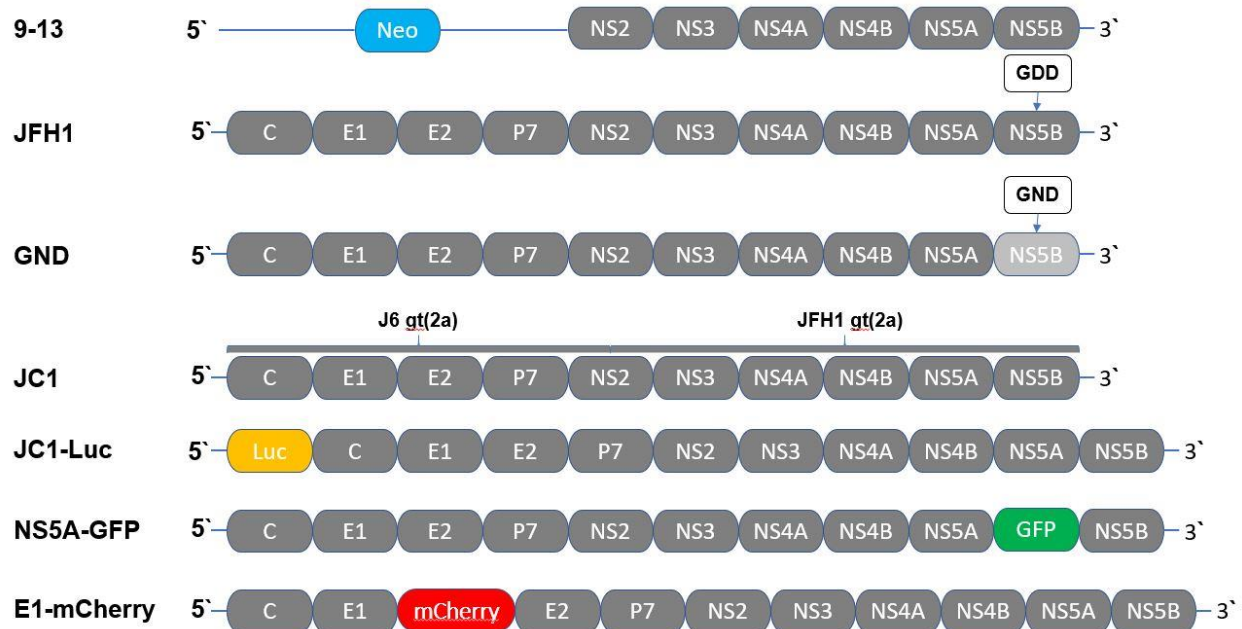 9-13 5` Neo NS2 NS3 NS4A NS4B NS5A NS5B 3`
GDD
JFH1 5` C E1 E2 P7 NS2 NS3 NS4A NS4B NS5A NS5B 3`
GND
GND 5` C E1 E2 P7 NS2 NS3 NS4A NS4B NS5A NS5B 3`
J6 gt(2a) JFH1 gt(2a)
JC1 5` C E1 E2 P7 NS2 NS3 NS4A NS4B NS5A NS5B 3`
JC1-Luc 5` Luc C E1 E2 P7 NS2 NS3 NS4A NS4B NS5A NS5B 3`
NS5A-GFP 5` C E1 E2 P7 NS2 NS3 NS4A NS4B NS5A GFP NS5B 3`
E1-mCherry 5` C E1 mCherry E2 P7 NS2 NS3 NS4A NS4B NS5A NS5B 3`